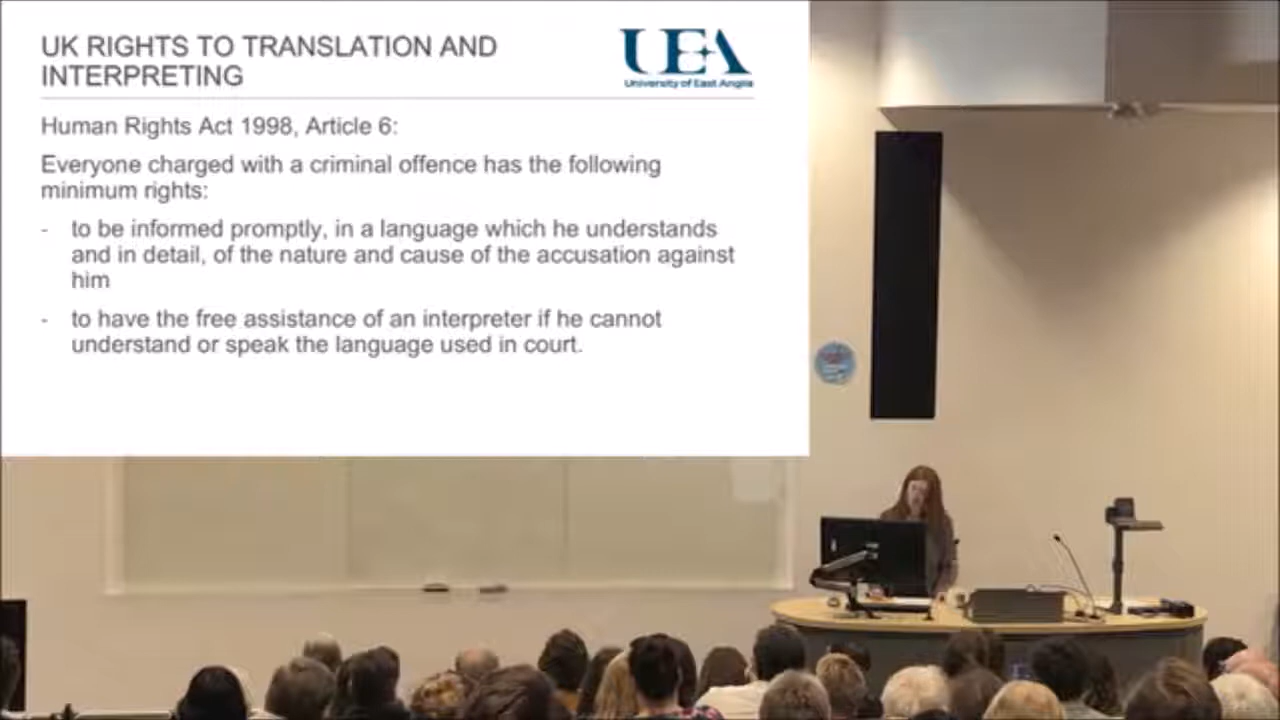 UK RIGHTS TO TRANSLATION AND
INTERPRETING
UEA
University of East Anglia
Human Rights Act 1998, Article 6:
Everyone charged with a criminal offence has the following
minimum rights:
- to be informed promptly, in a language which he understands
and in detail, of the nature and cause of the accusation against
him
- to have the free assistance of an interpreter if he cannot
understand or speak the language used in court.